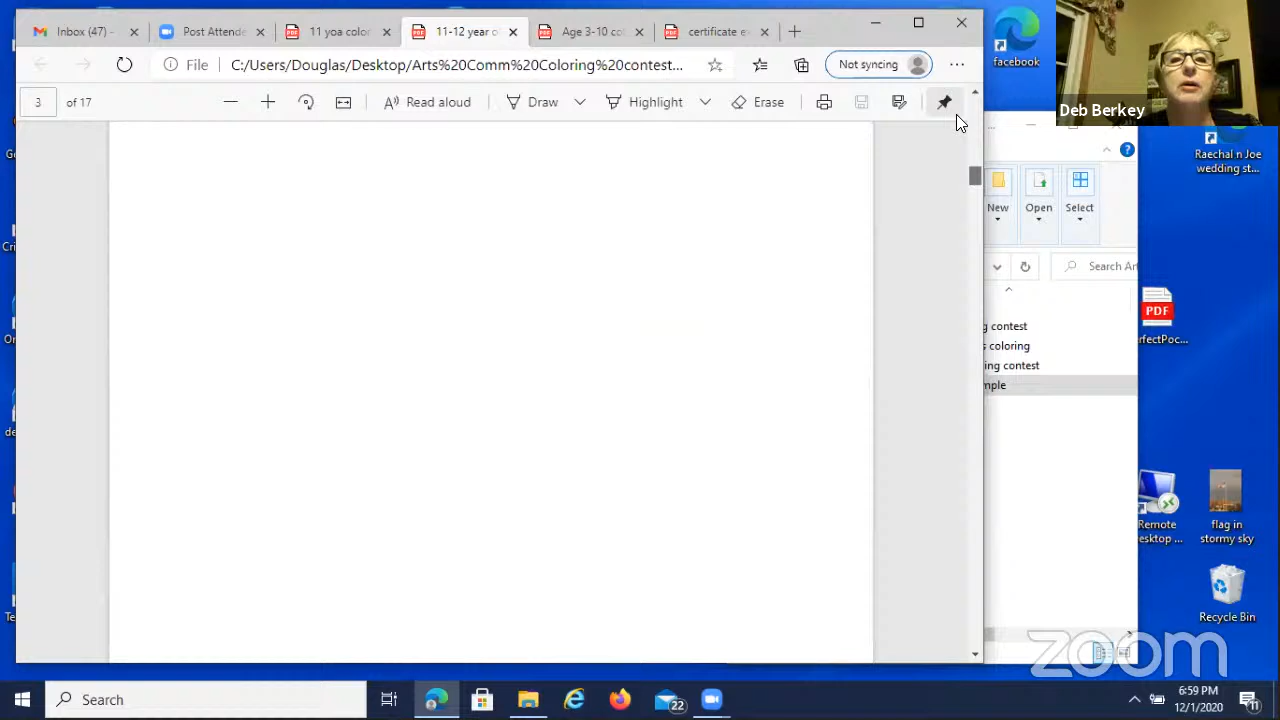 Inbox (47) -
Post Attende
11 yoa color
11-12 year o
Age 3-10 co
certificate e
File
C:/Users/Douglas/Desktop/Arts%20Comm%20Coloring%20contest...
Not syncing
3 of 17
Read aloud
Draw
Highlight
Erase
Deb Berkey
facebook
Raechal n Joe
wedding st...
New
Open
Select
Search Ar
g contest
s coloring
ing contest
mple
PDF
rfectPoc...
Remote
esktop ...
flag in
stormy sky
Recycle Bin
zoom
Search
22
6:59 PM
12/1/2020
11